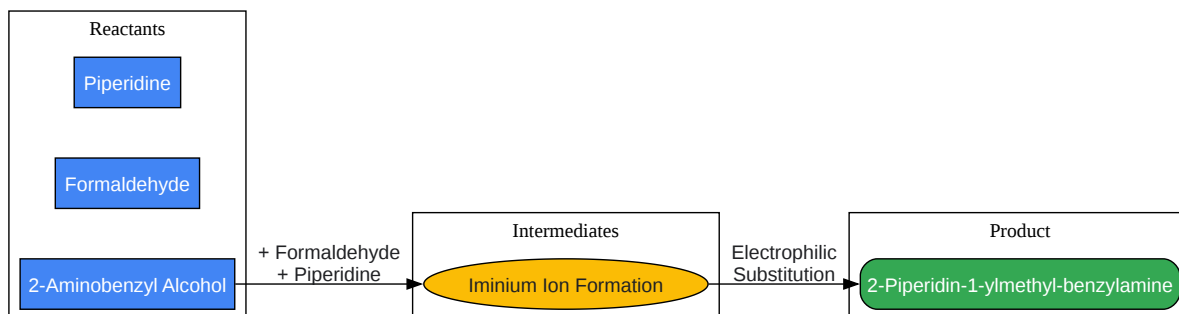 Reactants
Piperidine
Formaldehyde
2-Aminobenzyl Alcohol
+ Formaldehyde
+ Piperidine
Intermediates
Iminium Ion Formation
Electrophilic
Substitution
Product
2-Piperidin-1-ylmethyl-benzylamine